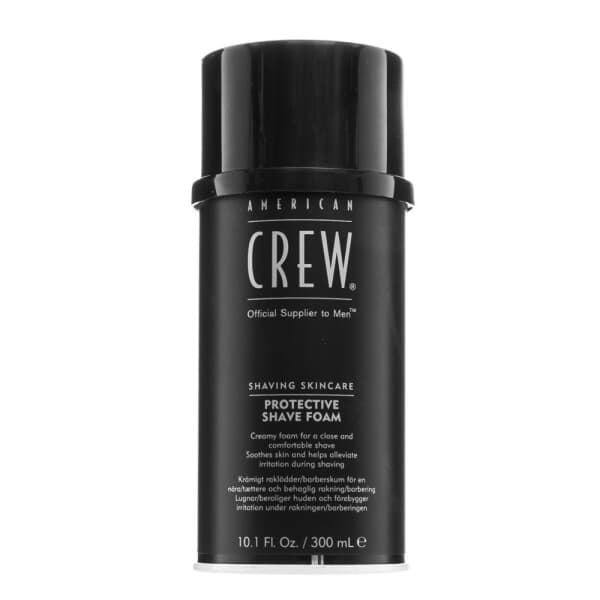 AMERICAN
CREW®
Official Supplier to Men™
SHAVING SKINCARE
PROTECTIVE
SHAVE FOAM
Creamy foam for a close and
comfortable shave
Soothes skin and helps alleviate
irritation during shaving
Krämigt raklödder/barberskum för en
nära/tættere och behaglig rakning/barbering
Lugnar/beroliger huden och förebygger
irritation under rakningen/barberingen
10.1 Fl. Oz. / 300 mL ℮